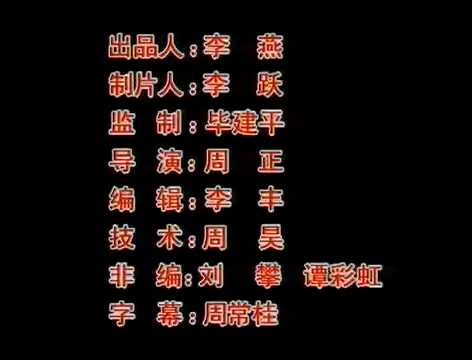 出品人:李 燕
制片人:李 跃
监 制:毕建平
导 演:周 正
编 辑:李 丰
技 术:周 昊
非 编:刘 攀 谭彩虹
字 幕:周常桂